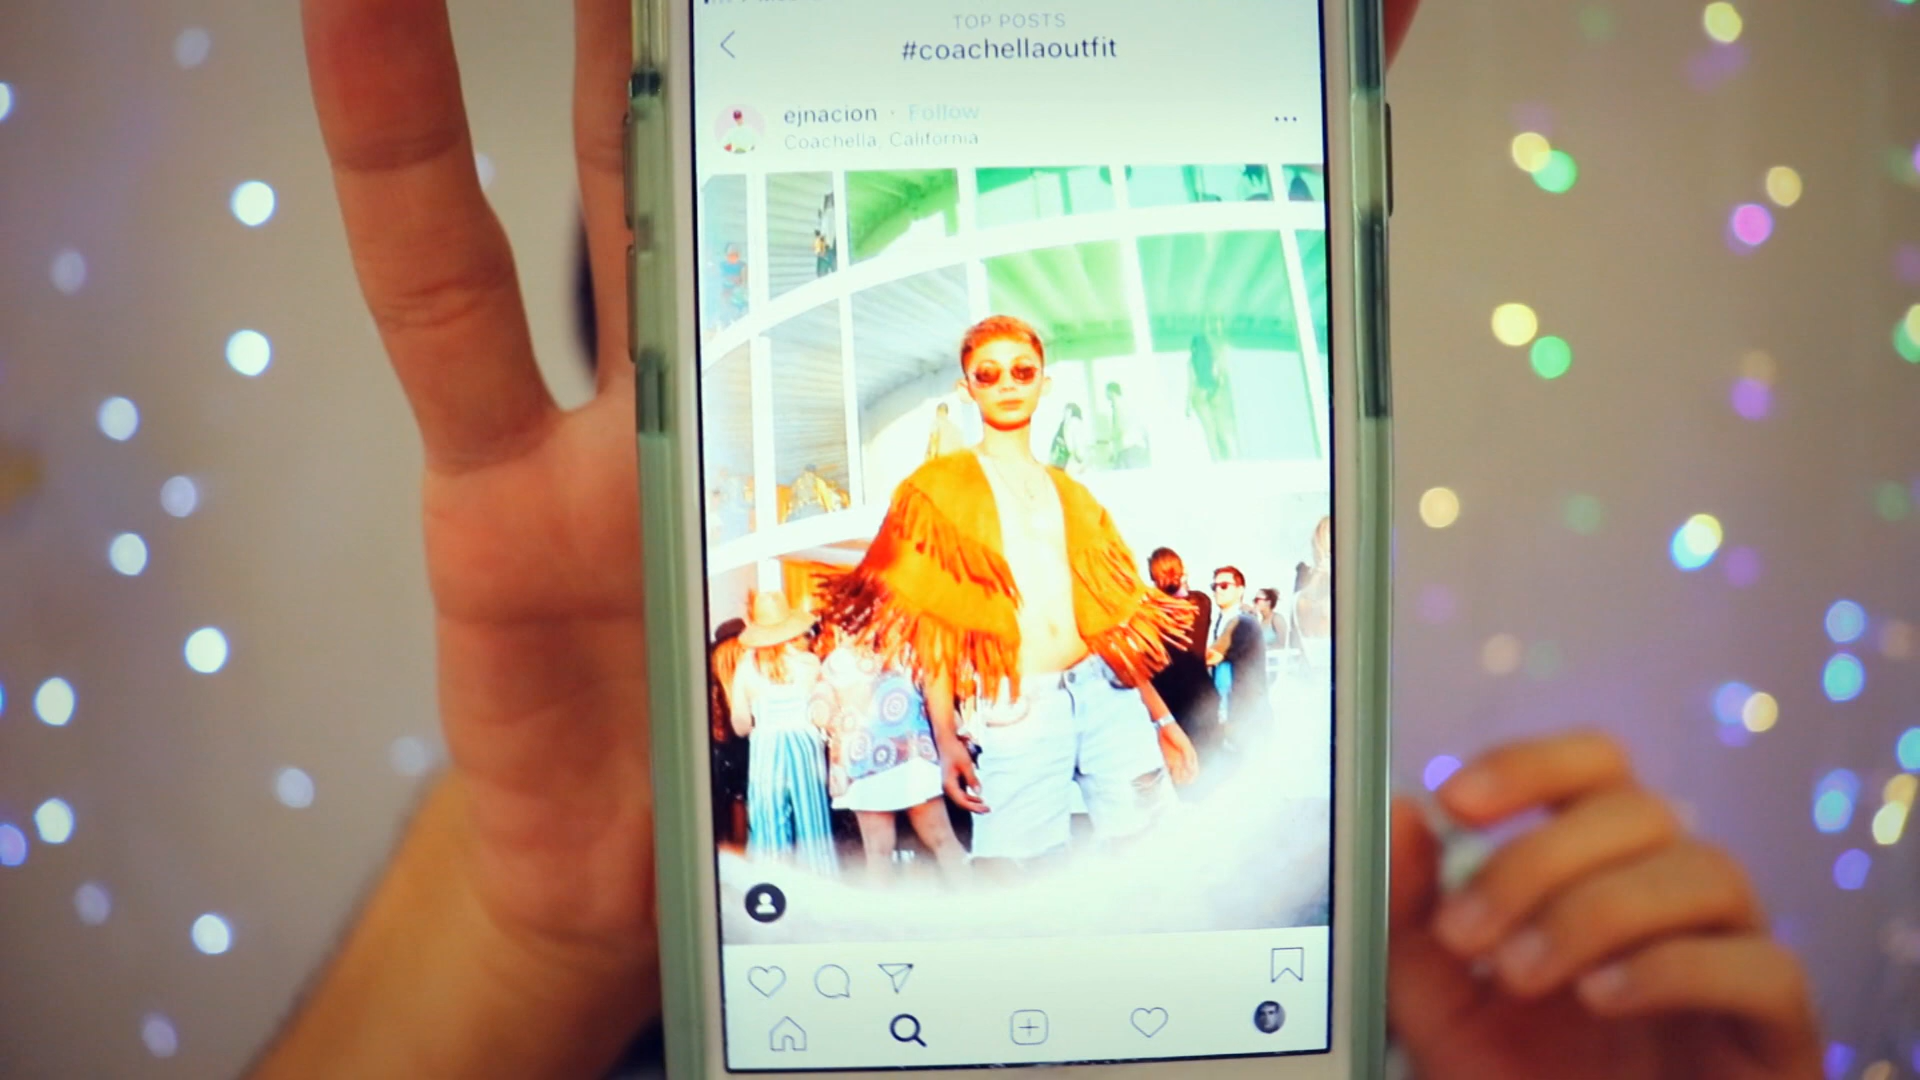 TOP POSTS
#coachellaoutfit
ejnacion · Follow
Coachella, California